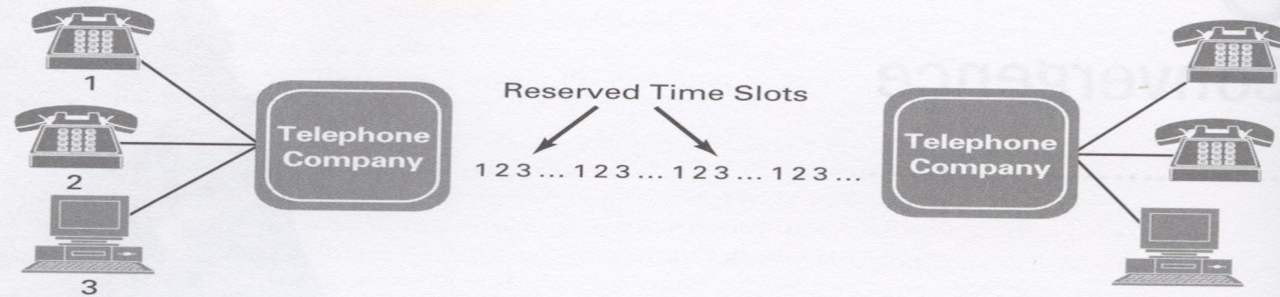 1
2
3
Telephone
Company
Reserved Time Slots
1 2 3 ... 1 2 3 ... 1 2 3 ... 1 2 3 ...
Telephone
Company